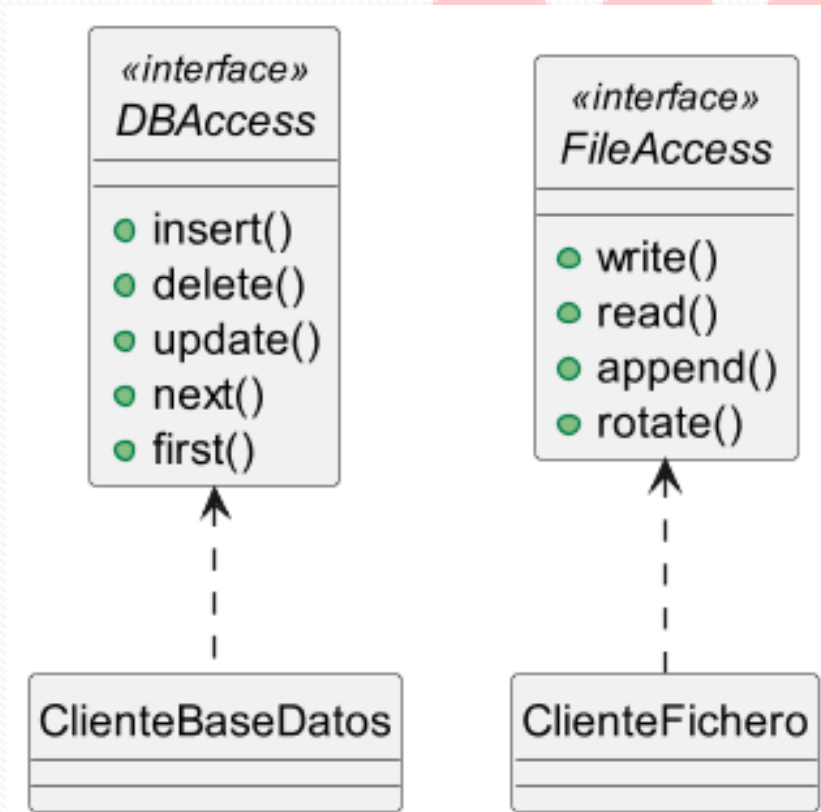 «interface»
DBAccess
insert()
delete()
update()
next()
first()
ClienteBaseDatos
«interface»
FileAccess
write()
read()
append()
rotate()
ClienteFichero